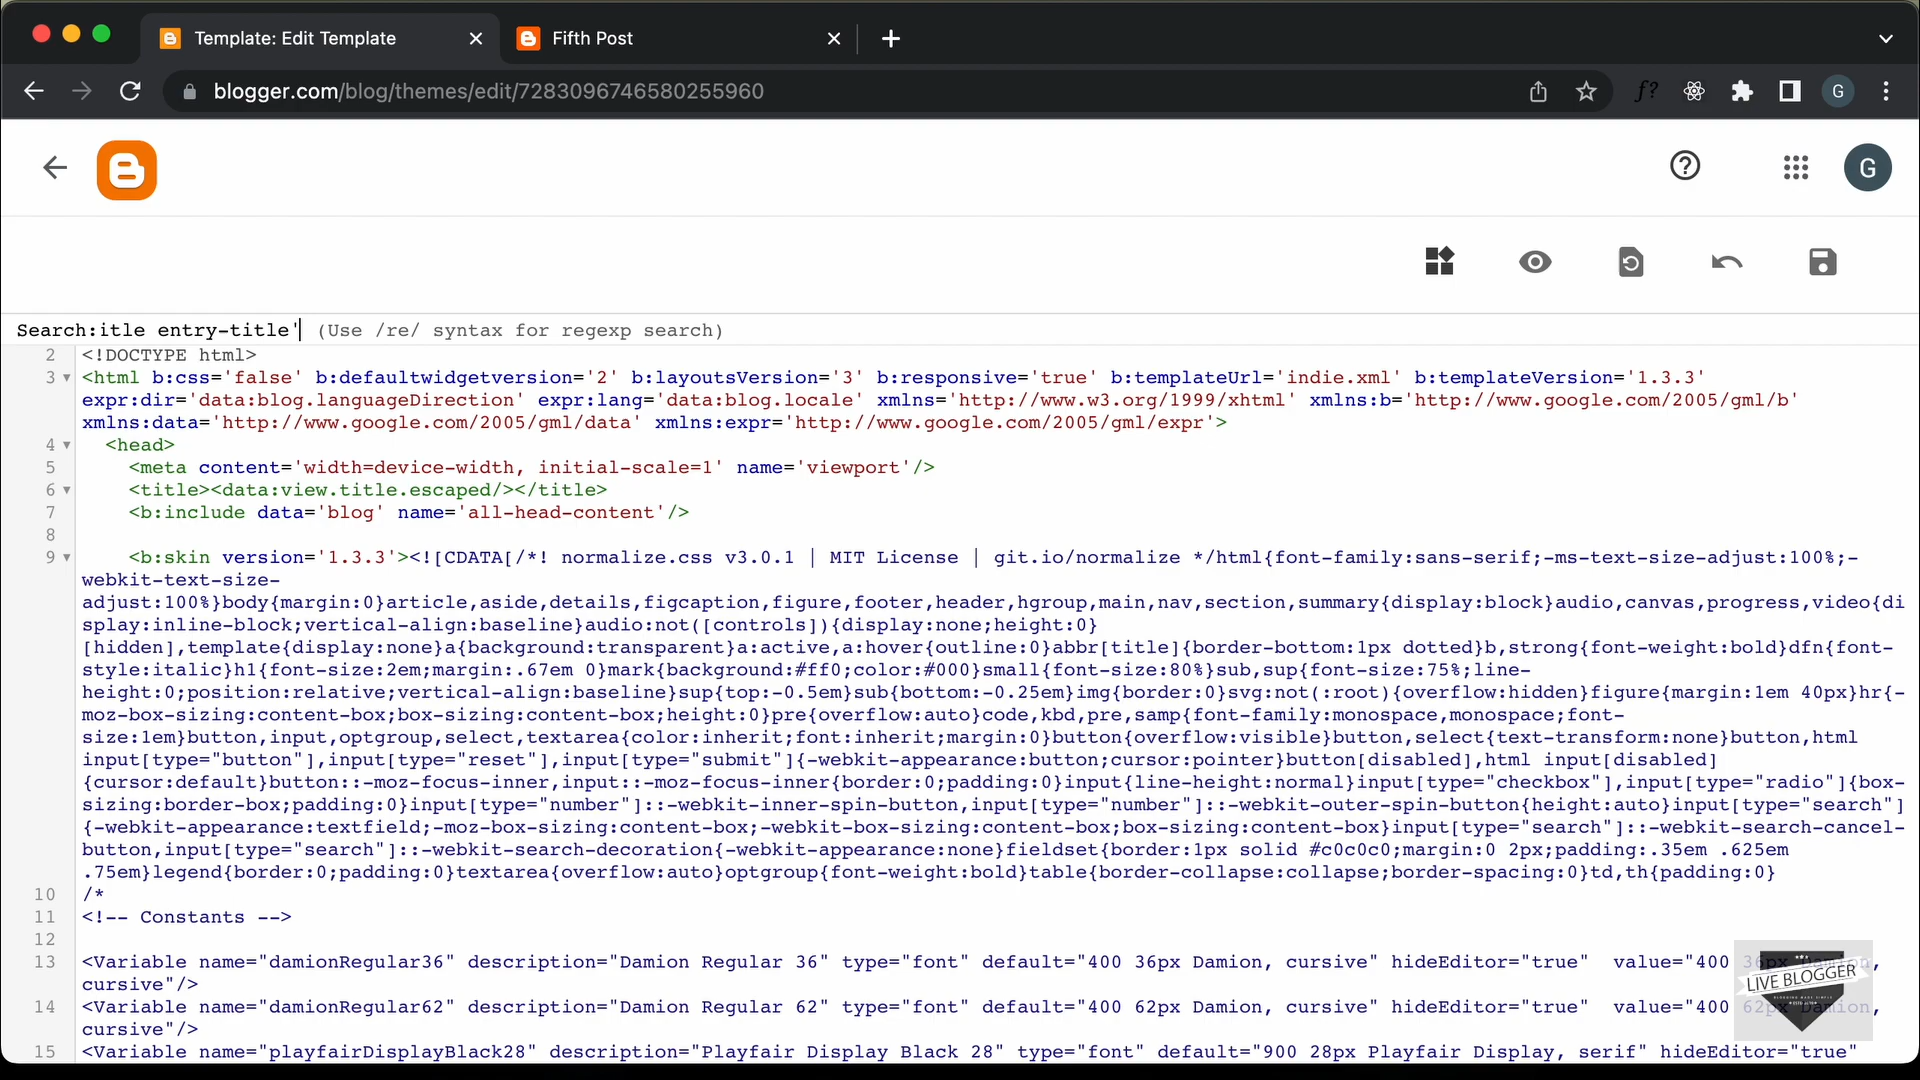 Template: Edit Template
Fifth Post
blogger.com/blog/themes/edit/7283096746580255960
f?
G
G
Search:itle entry-title' (Use /re/ syntax for regexp search)
2 <!DOCTYPE html>
3 <html b:css='false' b:defaultwidgetversion='2' b:layoutsVersion='3' b:responsive='true' b:templateUrl='indie.xml' b:templateVersion='1.3.3'
expr:dir='data:blog.languageDirection' expr:lang='data:blog.locale' xmlns='http://www.w3.org/1999/xhtml' xmlns:b='http://www.google.com/2005/gml/b'
xmlns:data='http://www.google.com/2005/gml/data' xmlns:expr='http://www.google.com/2005/gml/expr'>
4 <head>
5 <meta content='width=device-width, initial-scale=1' name='viewport'/>
6 <title><data:view.title.escaped/></title>
7 <b:include data='blog' name='all-head-content'/>
8
9 <b:skin version='1.3.3'><![CDATA[/*! normalize.css v3.0.1 | MIT License | git.io/normalize */html{font-family:sans-serif;-ms-text-size-adjust:100%;-
webkit-text-size-
adjust:100%}body{margin:0}article,aside,details,figcaption,figure,footer,header,hgroup,main,nav,section,summary{display:block}audio,canvas,progress,video{di
splay:inline-block;vertical-align:baseline}audio:not([controls]){display:none;height:0}
[hidden],template{display:none}a{background:transparent}a:active,a:hover{outline:0}abbr[title]{border-bottom:1px dotted}b,strong{font-weight:bold}dfn{font-
style:italic}h1{font-size:2em;margin:.67em 0}mark{background:#ff0;color:#000}small{font-size:80%}sub,sup{font-size:75%;line-
height:0;position:relative;vertical-align:baseline}sup{top:-0.5em}sub{bottom:-0.25em}img{border:0}svg:not(:root){overflow:hidden}figure{margin:1em 40px}hr{-
moz-box-sizing:content-box;box-sizing:content-box;height:0}pre{overflow:auto}code,kbd,pre,samp{font-family:monospace,monospace;font-
size:1em}button,input,optgroup,select,textarea{color:inherit;font:inherit;margin:0}button{overflow:visible}button,select{text-transform:none}button,html
input[type="button"],input[type="reset"],input[type="submit"]{-webkit-appearance:button;cursor:pointer}button[disabled],html input[disabled]
{cursor:default}button::-moz-focus-inner,input::-moz-focus-inner{border:0;padding:0}input{line-height:normal}input[type="checkbox"],input[type="radio"]{box-
sizing:border-box;padding:0}input[type="number"]::-webkit-inner-spin-button,input[type="number"]::-webkit-outer-spin-button{height:auto}input[type="search"]
{-webkit-appearance:textfield;-moz-box-sizing:content-box;-webkit-box-sizing:content-box;box-sizing:content-box}input[type="search"]::-webkit-search-cancel-
button,input[type="search"]::-webkit-search-decoration{-webkit-appearance:none}fieldset{border:1px solid #c0c0c0;margin:0 2px;padding:.35em .625em
.75em}legend{border:0;padding:0}textarea{overflow:auto}optgroup{font-weight:bold}table{border-collapse:collapse;border-spacing:0}td,th{padding:0}
10 /*
11 <!-- Constants -->
12
13 <Variable name="damionRegular36" description="Damion Regular 36" type="font" default="400 36px Damion, cursive" hideEditor="true"  value="400 36px Damion,
cursive"/>
14 <Variable name="damionRegular62" description="Damion Regular 62" type="font" default="400 62px Damion, cursive" hideEditor="true"  value="400 62px Damion,
cursive"/>
15 <Variable name="playfairDisplayBlack28" description="Playfair Display Black 28" type="font" default="900 28px Playfair Display, serif" hideEditor="true"
LIVE BLOGGER